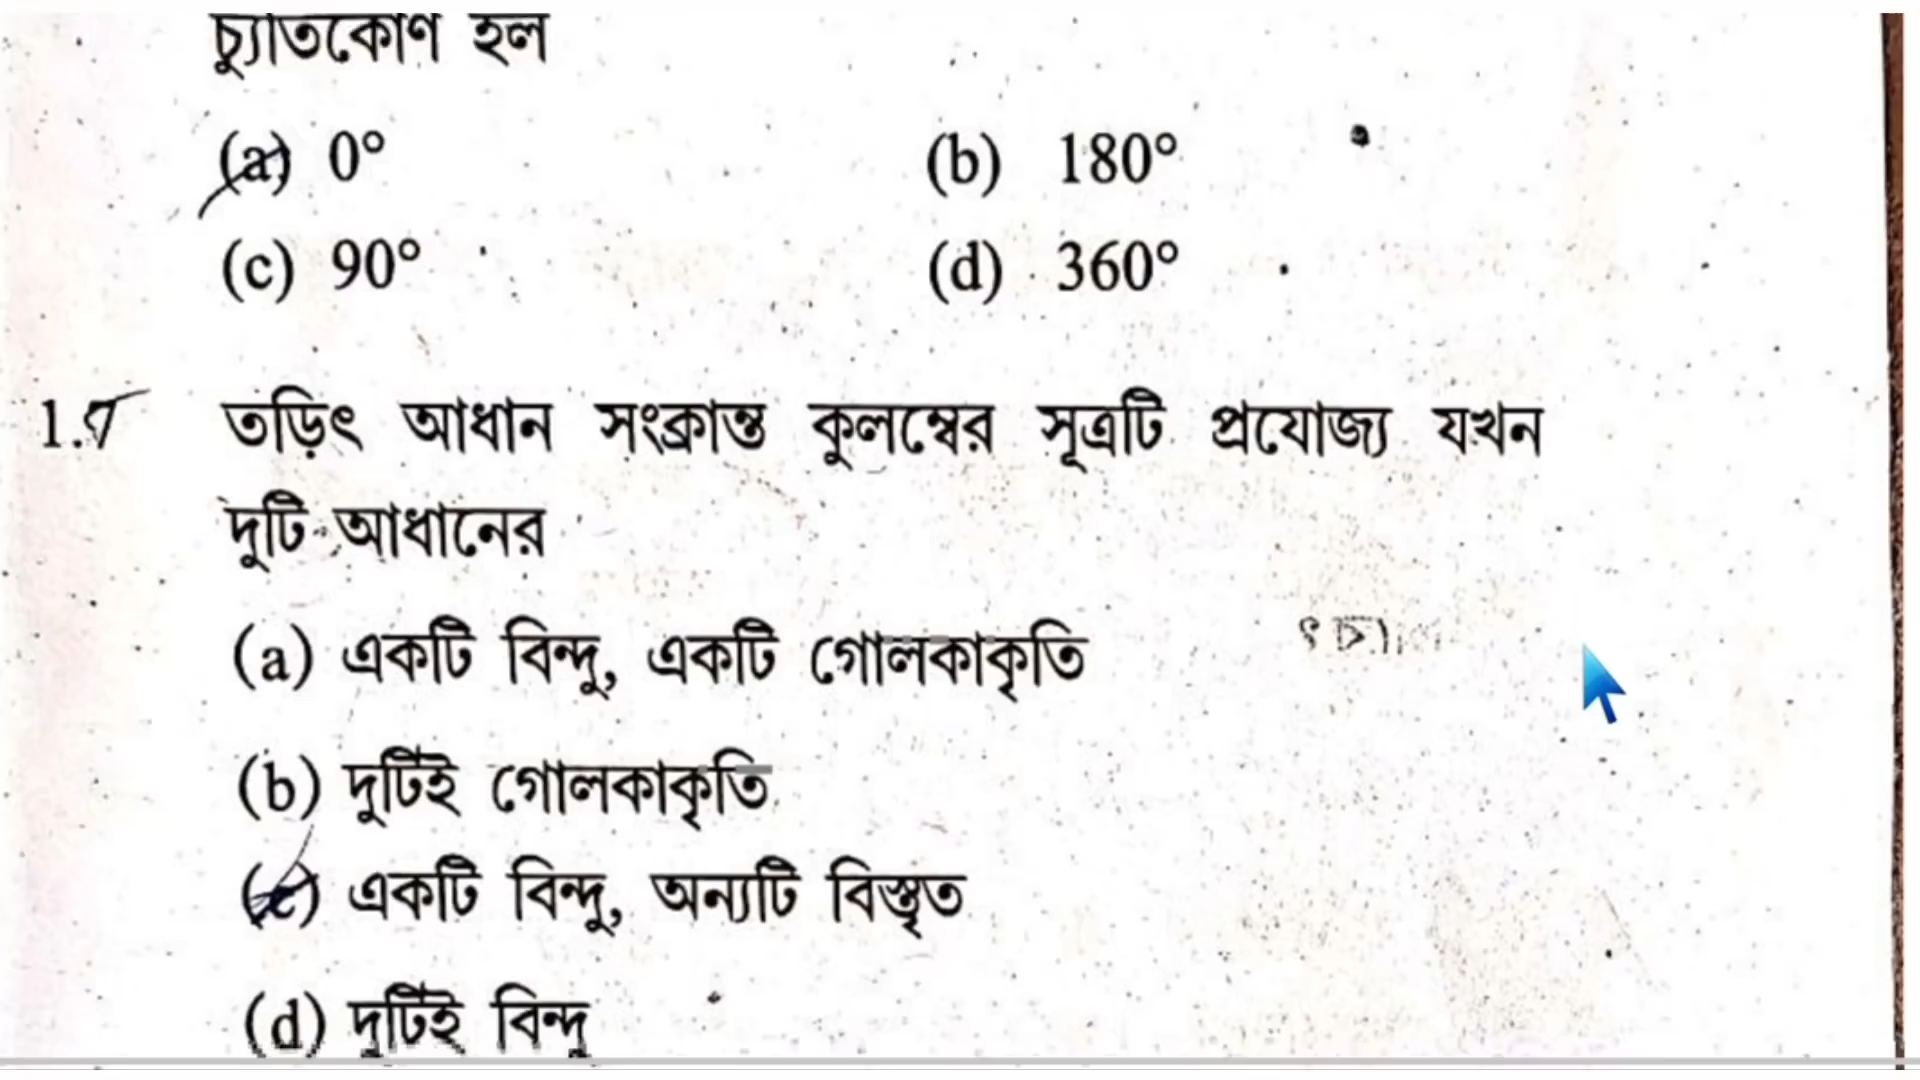 চ্যুতিকোণ হল
(a) 0° (b) 180°
(c) 90° (d) 360°
1.7 তড়িৎ আধান সংক্রান্ত কুলম্বের সূত্রটি প্রযোজ্য যখন
দুটি আধানের
(a) একটি বিন্দু, একটি গোলকাকৃতি
(b) দুটিই গোলকাকৃতি
(c) একটি বিন্দু, অন্যটি বিস্তৃত
(d) দুটিই বিন্দু